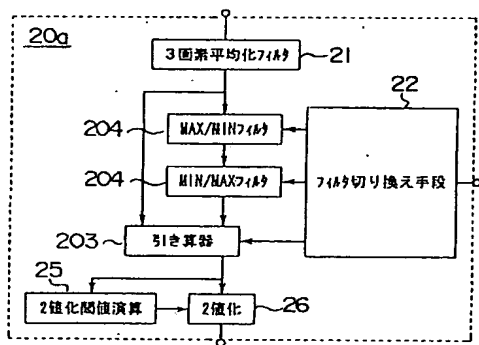 20a
3画素平均化フィルタ
21
22
204
MAX/MINフィルタ
204
MIN/MAXフィルタ
フィルタ切り換え手段
203
引き算器
25
2値化閾値演算
2値化
26